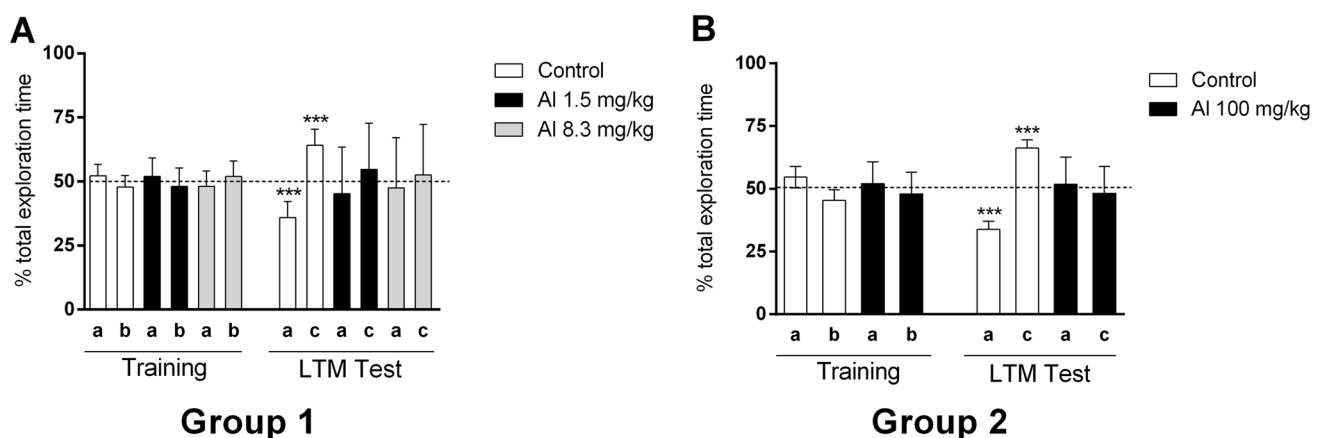 A
% total exploration time
100
75
50
25
0
*** ***
a b a b a b a c a c a c
Training LTM Test
Group 1
Control
Al 1.5 mg/kg
Al 8.3 mg/kg
B
% total exploration time
100
75
50
25
0
*** ***
a b a b a c a c
Training LTM Test
Group 2
Control
Al 100 mg/kg